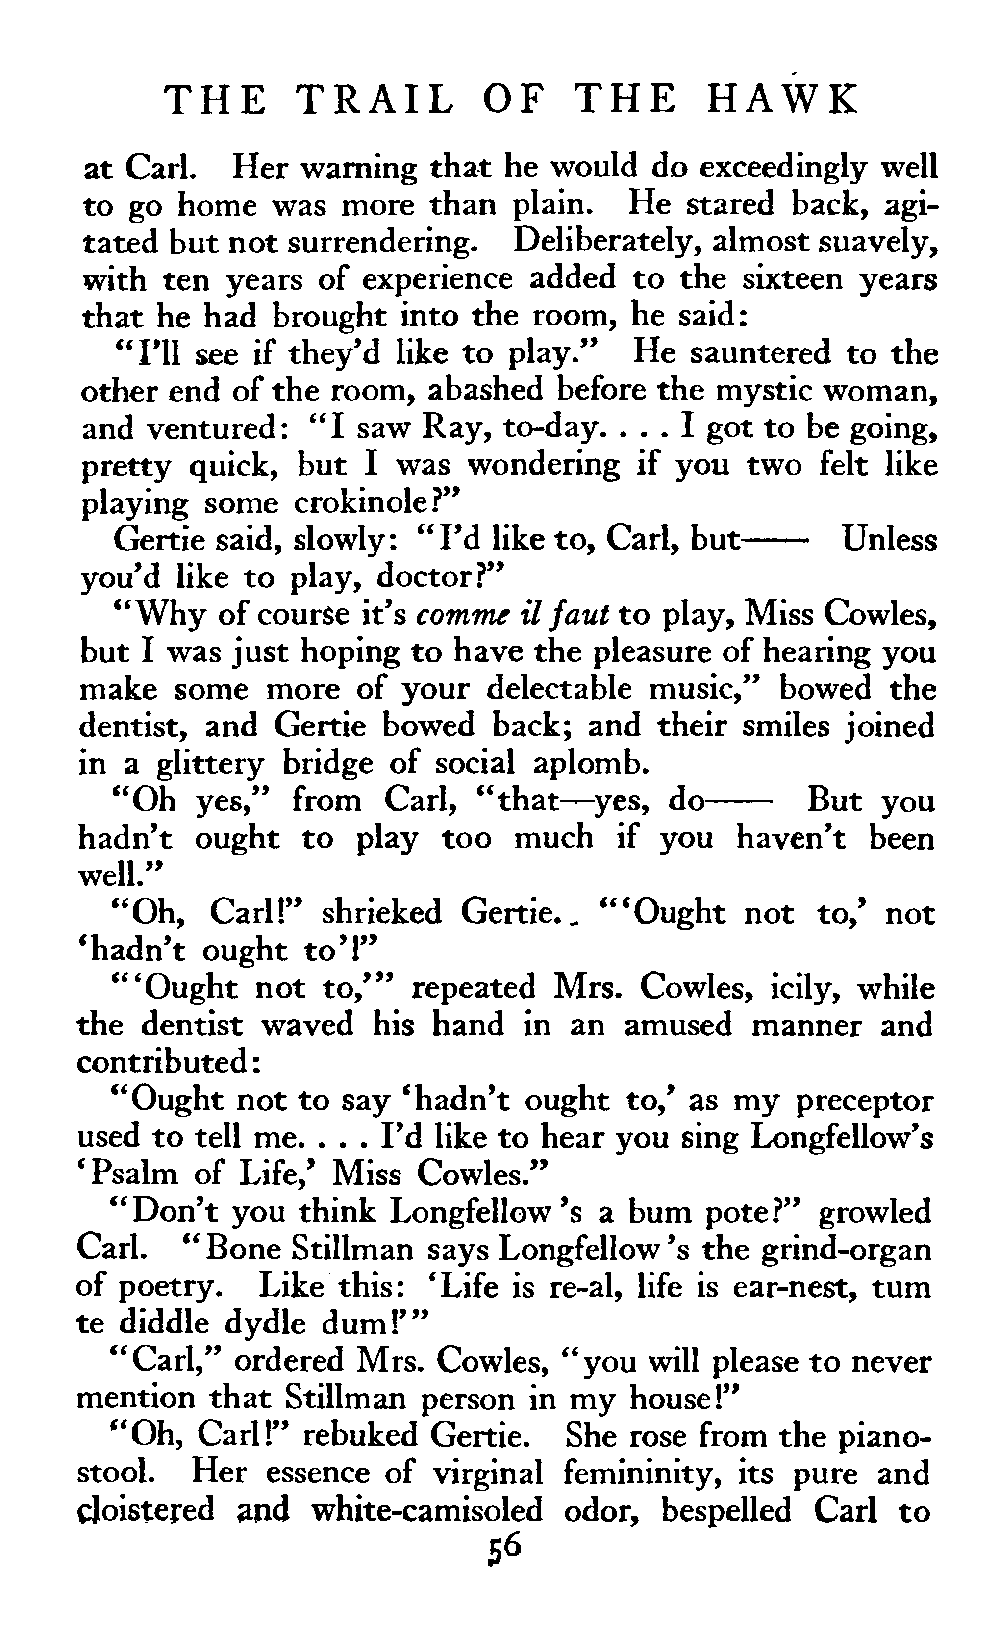 THE TRAIL OF THE HAWK
at Carl. Her warning that he would do exceedingly well
to go home was more than plain. He stared back, agi-
tated but not surrendering. Deliberately, almost suavely,
with ten years of experience added to the sixteen years
that he had brought into the room, he said:
"I'll see if they'd like to play." He sauntered to the
other end of the room, abashed before the mystic woman,
and ventured: "I saw Ray, to-day. . . . I got to be going,
pretty quick, but I was wondering if you two felt like
playing some crokinole?"
Gertie said, slowly: "I'd like to, Carl, but—— Unless
you'd like to play, doctor?"
"Why of course it's comme il faut to play, Miss Cowles,
but I was just hoping to have the pleasure of hearing you
make some more of your delectable music," bowed the
dentist, and Gertie bowed back; and their smiles joined
in a glittery bridge of social aplomb.
"Oh yes," from Carl, "that—yes, do—— But you
hadn't ought to play too much if you haven't been
well."
"Oh, Carl!" shrieked Gertie. "'Ought not to,' not
'hadn't ought to'!"
"'Ought not to,'" repeated Mrs. Cowles, icily, while
the dentist waved his hand in an amused manner and
contributed:
"Ought not to say 'hadn't ought to,' as my preceptor
used to tell me. . . . I'd like to hear you sing Longfellow's
'Psalm of Life,' Miss Cowles."
"Don't you think Longfellow's a bum pote?" growled
Carl. "Bone Stillman says Longfellow's the grind-organ
of poetry. Like this: 'Life is re-al, life is ear-nest, tum
te diddle dydle dum!'"
"Carl," ordered Mrs. Cowles, "you will please to never
mention that Stillman person in my house!"
"Oh, Carl!" rebuked Gertie. She rose from the piano-
stool. Her essence of virginal femininity, its pure and
cloistered and white-camisoled odor, bespelled Carl to
56